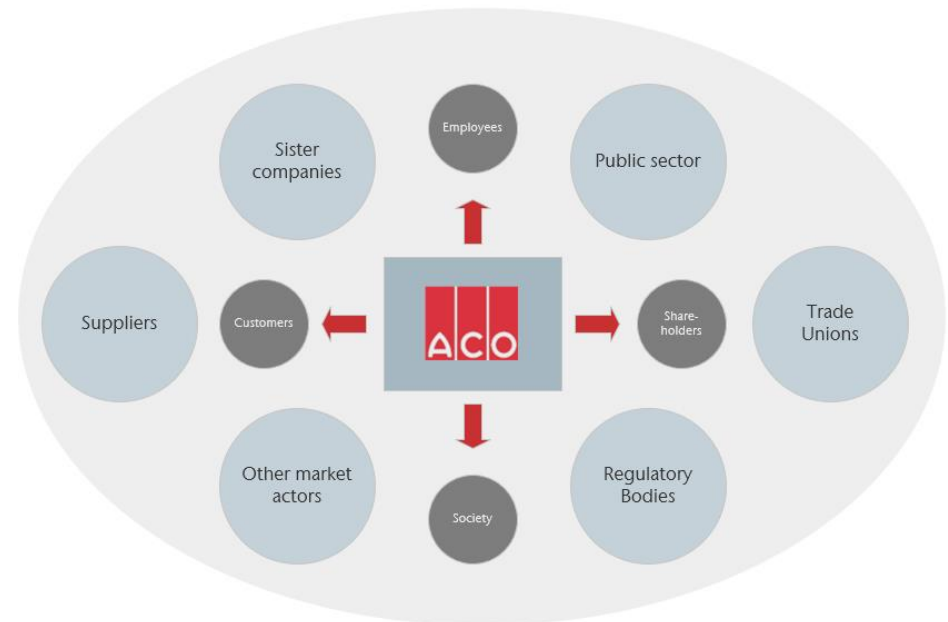 Employees
Sister
companies
Public sector
Suppliers
Customers
ACO
Share-
holders
Trade
Unions
Other market
actors
Society
Regulatory
Bodies